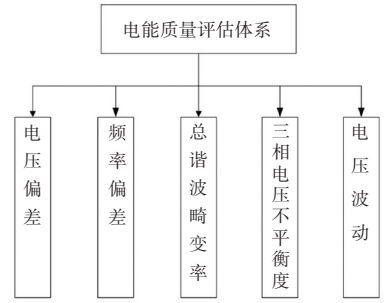 电能质量评估体系
电压偏差
频率偏差
总谐波畸变率
三相电压不平衡度
电压波动